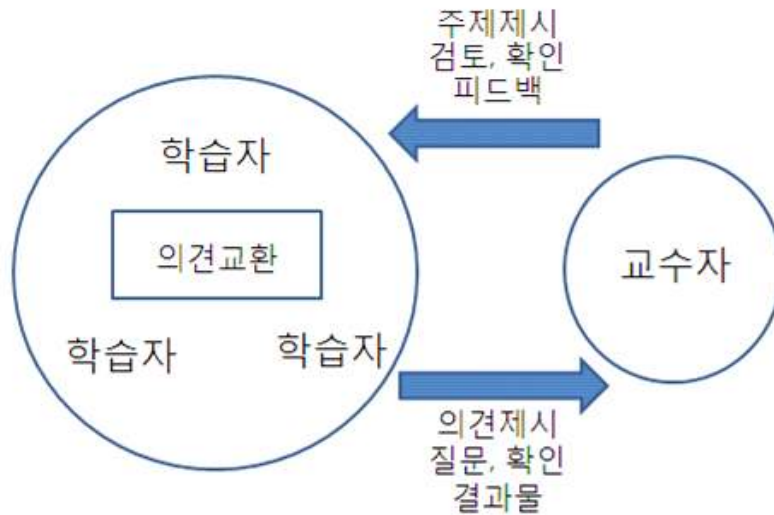 주제제시
검토, 확인
피드백
학습자
의견교환
학습자
학습자
교수자
의견제시
질문, 확인
결과물